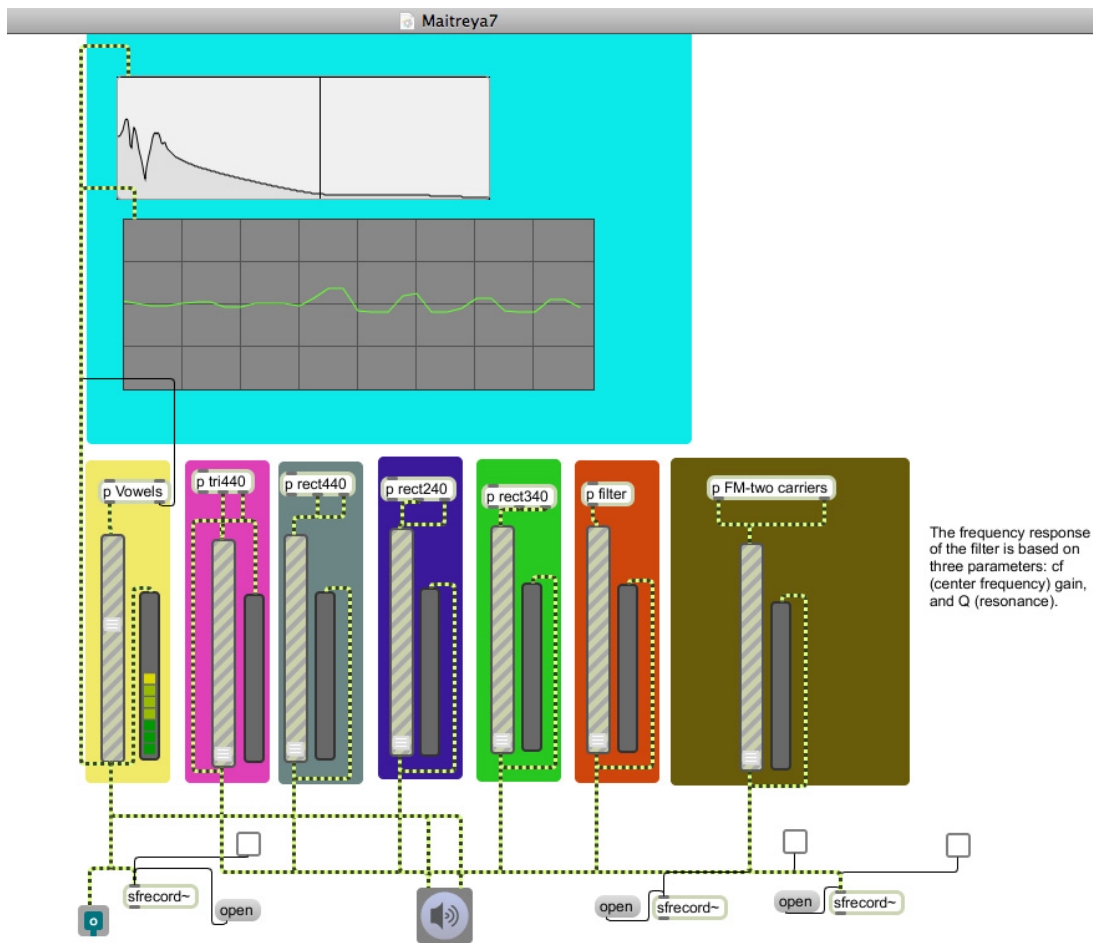 Maitreya7
p Vowels
p tri440
p rect440
p rect240
p rect340
p filter
p FM-two carriers
The frequency response
of the filter is based on
three parameters: cf
(center frequency) gain,
and Q (resonance).
sfrecord~
open
open
sfrecord~
open
sfrecord~